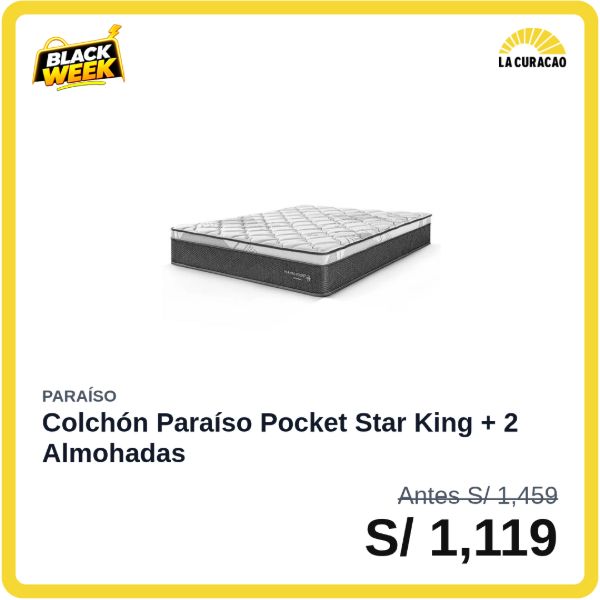 BLACK
WEEK
LA CURACAO
PARAÍSO
Colchón Paraíso Pocket Star King + 2
Almohadas
Antes S/ 1,459
S/ 1,119